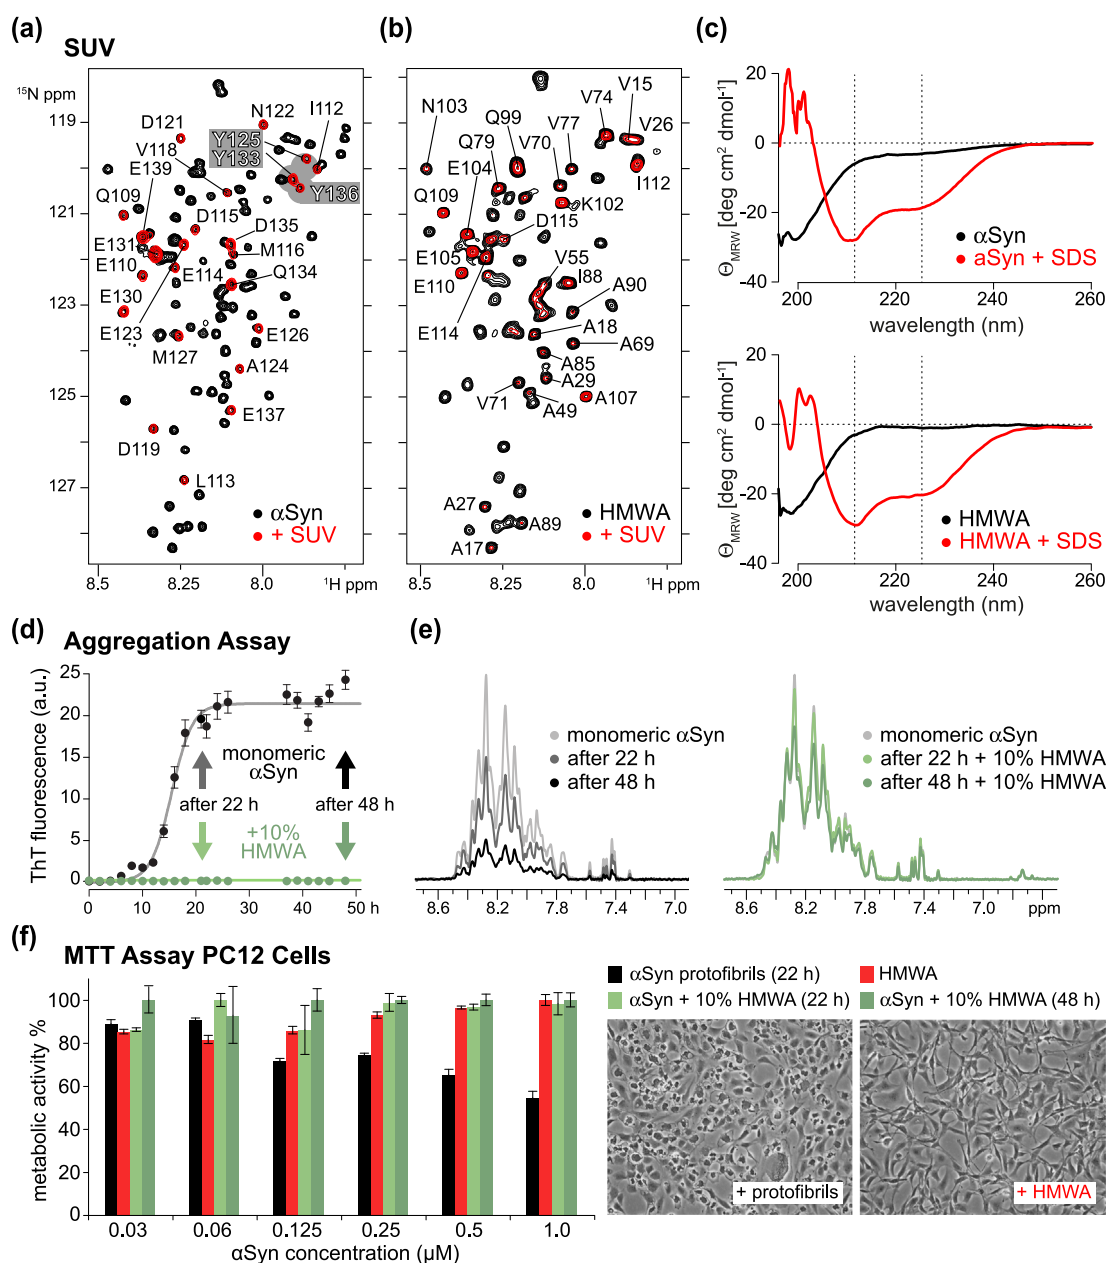 (a)
SUV
¹⁵N ppm
119
121
123
125
127
8.5
8.25
8.0
¹H ppm
N122
I112
D121
Y125
Y133
V118
E139
Y136
Q109
D115
D135
E131
M116
E110
E114
Q134
E130
E123
E126
M127
A124
E137
D119
L113
αSyn
+ SUV
(b)
V15
V74
N103
Q99
V77
V26
Q79
V70
E104
I112
Q109
K102
D115
E105
V55
I88
E110
A90
E114
A18
A69
A85
A29
V71
A49
A107
A27
HMWA
A89
+ SUV
A17
8.5
8.25
8.0
¹H ppm
(c)
Θ_MRW [deg cm² dmol⁻¹]
20
0
-20
-40
αSyn
aSyn + SDS
200
220
240
260
wavelength (nm)
Θ_MRW [deg cm² dmol⁻¹]
20
0
-20
-40
HMWA
HMWA + SDS
200
220
240
260
wavelength (nm)
(d)
Aggregation Assay
ThT fluorescence (a.u.)
25
20
15
10
5
0
monomeric
αSyn
after 22 h
after 48 h
+10%
HMWA
0
10
20
30
40
50 h
(e)
monomeric αSyn
after 22 h
after 48 h
8.6
8.2
7.8
7.4
7.0
monomeric αSyn
after 22 h + 10% HMWA
after 48 h + 10% HMWA
8.6
8.2
7.8
7.4
7.0
ppm
(f)
MTT Assay PC12 Cells
metabolic activity %
100
80
60
40
20
0
0.03
0.06
0.125
0.25
0.5
1.0
αSyn concentration (µM)
αSyn protofibrils (22 h)
HMWA
αSyn + 10% HMWA (22 h)
αSyn + 10% HMWA (48 h)
+ protofibrils
+ HMWA